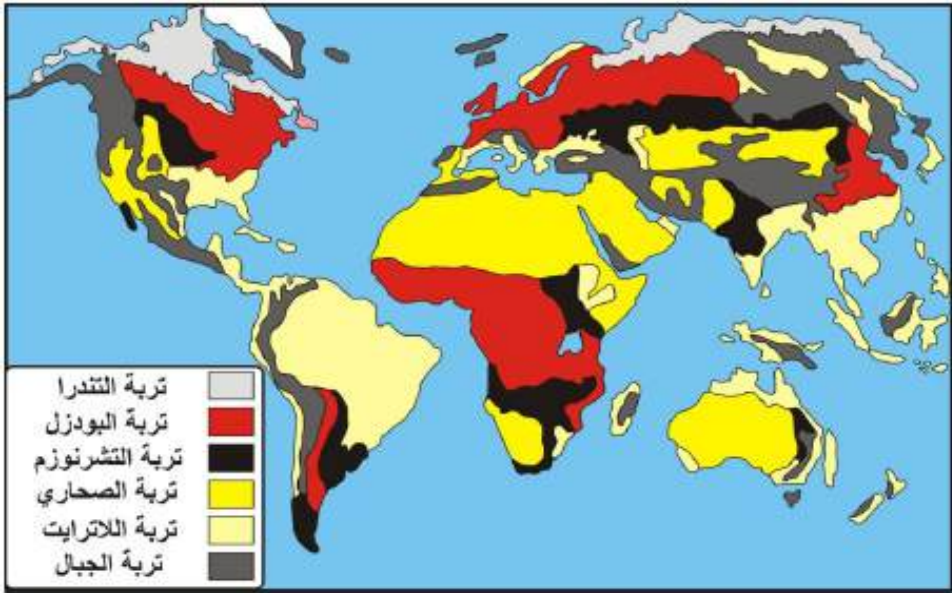 تربة التندرا
تربة البودزل
تربة التشرنوزم
تربة الصحاري
تربة اللاترايت
تربة الجبال